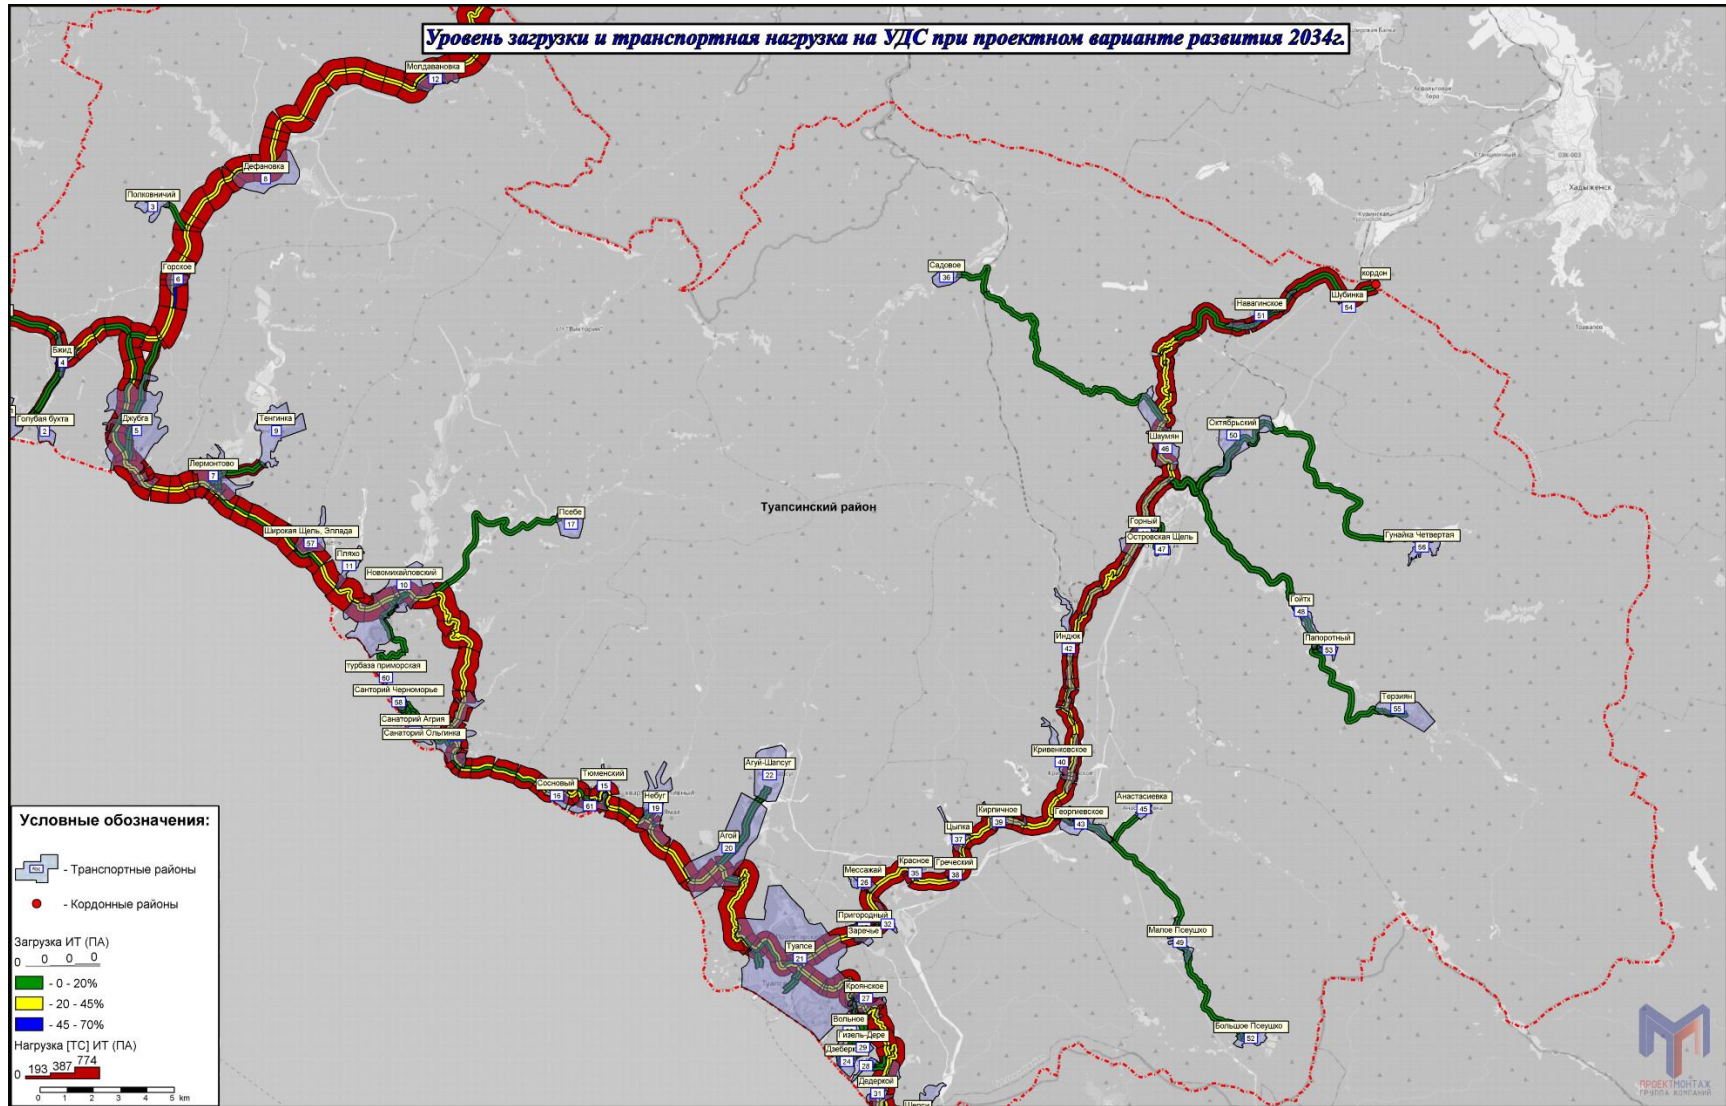 Уровень загрузки и транспортная нагрузка на УДС при проектном варианте развития 2034г.
Молдавановка
12
Дефановка
8
Полковничий
3
Горское
6
Бжид
4
Голубая бухта
2
Джубга
5
Тенгинка
9
Лермонтово
7
Широкая Щель, Эллада
57
Пляхо
11
Новомихайловский
10
Псебе
17
турбаза приморская
60
Санторий Черноморье
58
Санаторий Агрия
Санаторий Ольгинка
Сосновый
16
Тюменский
15
61
Небуг
19
Агуй-Шапсуг
22
Агой
20
Туапсе
21
Мессажай
26
Пригородный
32
Заречье
Красное
35
Греческий
38
Цыпка
37
Кирпичное
39
Георгиевское
43
Анастасиевка
45
Кривенковское
40
Индюк
42
Малое Псеушхо
49
Большое Псеушхо
52
Кроянское
27
Вольное
Гизель-Дере
29
24
28
Дедеркой
31
Туапсинский район
Садовое
36
кордон
Шубинка
54
Навагинское
51
Шаумян
46
Октябрьский
50
Горный
Островская Щель
47
Гунайка Четвертая
56
Гойтх
48
Папоротный
53
Терзиян
55
Хадыженск
03К-003
Условные обозначения:
- Транспортные районы
- Кордонные районы
Загрузка ИТ (ПА)
0 0 0 0
- 0 - 20%
- 20 - 45%
- 45 - 70%
Нагрузка [ТС] ИТ (ПА)
0 193 387 774
0 1 2 3 4 5 km
ПРОЕКТМОНТАЖ
ГРУППА КОМПАНИЙ